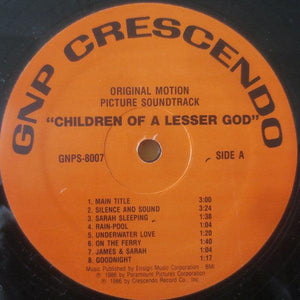 GNP CRESCENDO
ORIGINAL MOTION
PICTURE SOUNDTRACK
"CHILDREN OF A LESSER GOD"
GNPS-8007 SIDE A
1. MAIN TITLE 3:00
2. SILENCE AND SOUND 3:24
3. SARAH SLEEPING 1:36
4. RAIN-POOL 1:04
5. UNDERWATER LOVE 1:20
6. ON THE FERRY 1:40
7. JAMES & SARAH 1:04
8. GOODNIGHT 1:17
Music Published by Ensign Music Corporation - BMI
℗ 1986 by Paramount Pictures Corporation
© 1986 by Crescendo Record Co., Inc.